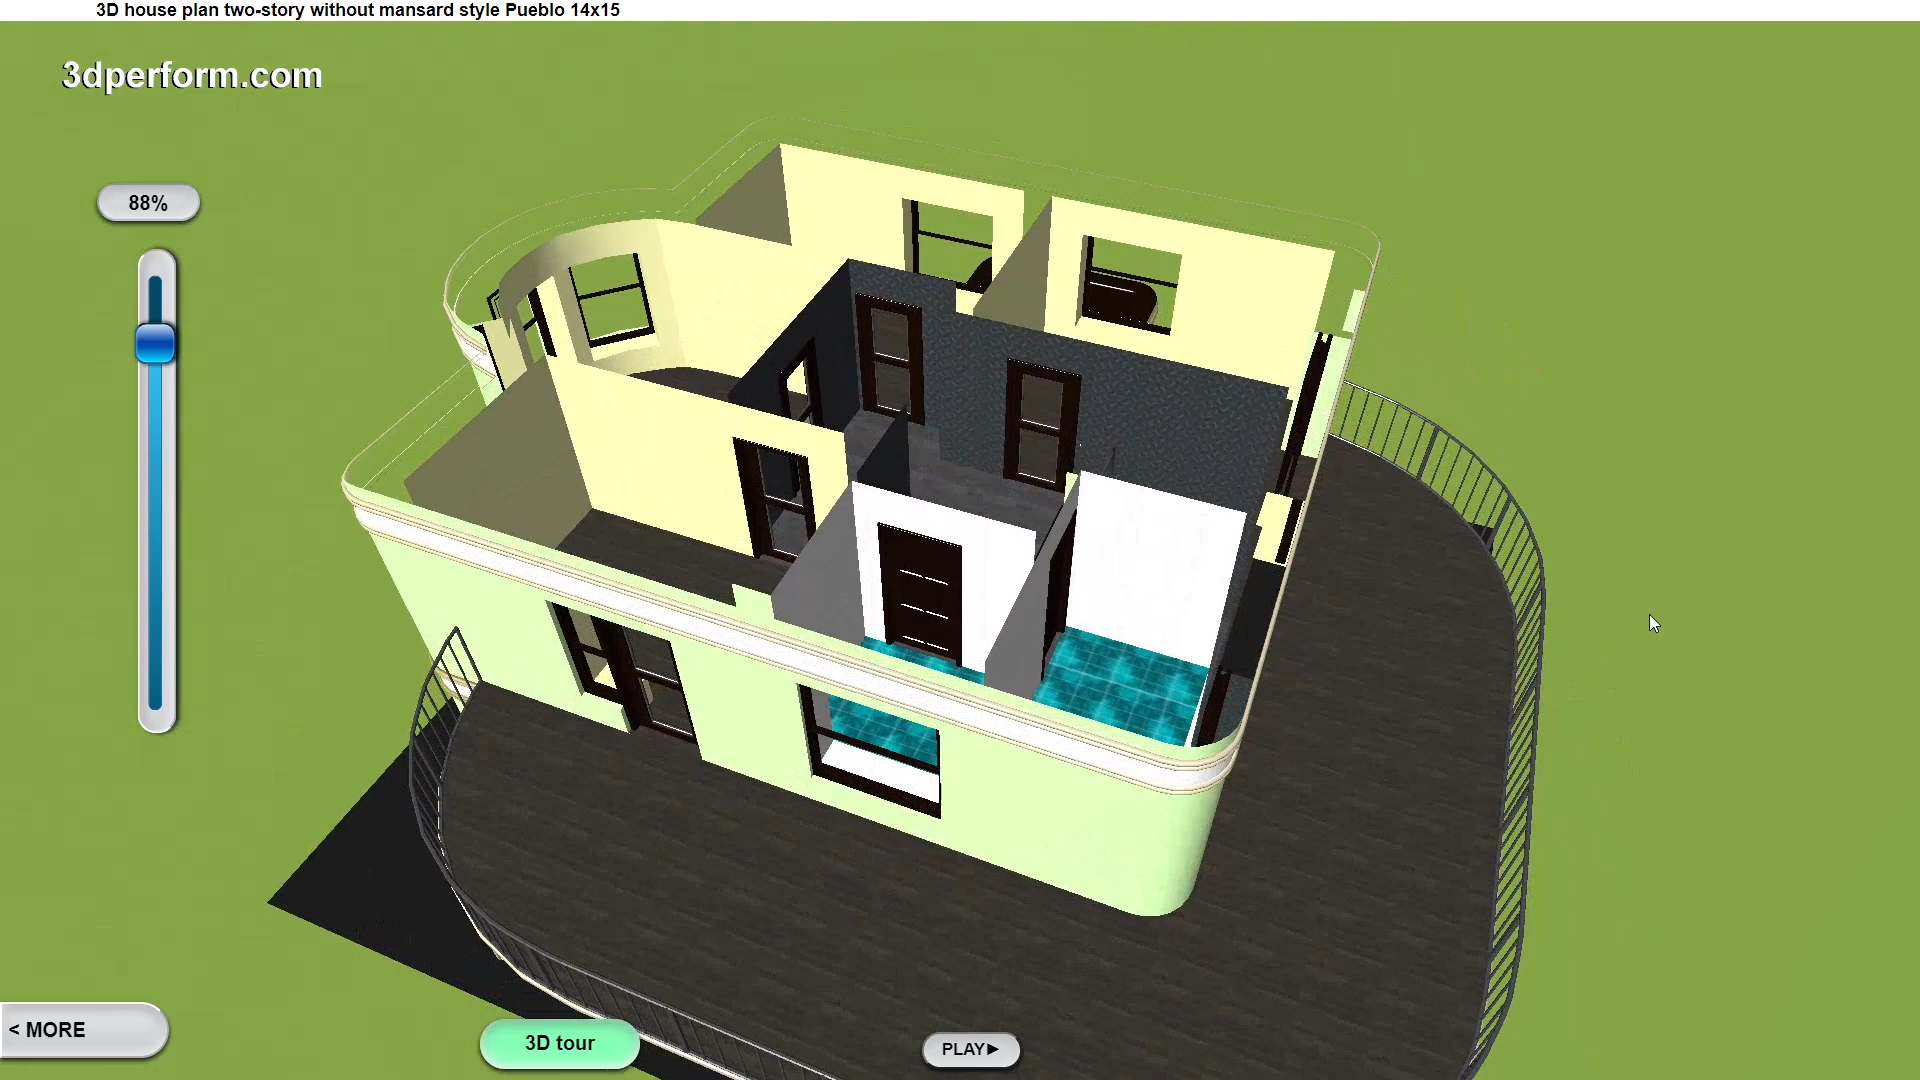 3D house plan two-story without mansard style Pueblo 14x15
3dperform.com
88%
< MORE
3D tour
PLAY►